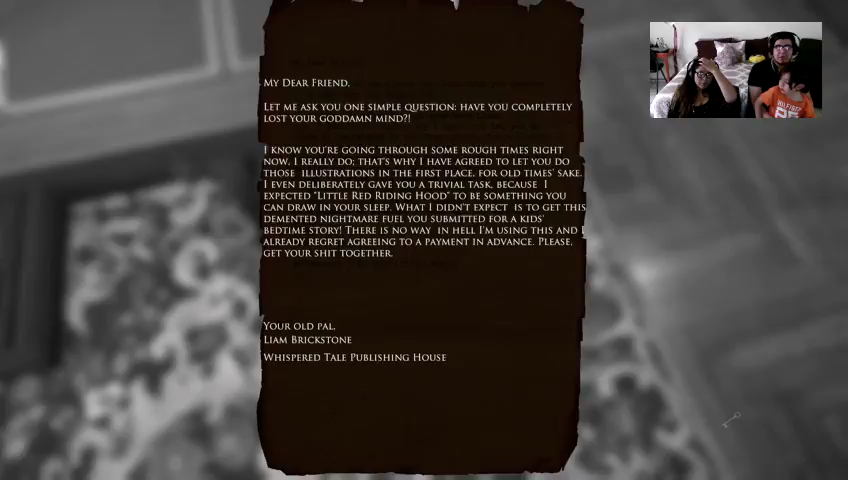 My Dear Friend,
Let me ask you one simple question: have you completely
lost your goddamn mind?!
I know you're going through some rough times right
now, I really do; that's why I have agreed to let you do
those illustrations in the first place, for old times' sake.
I even deliberately gave you a trivial task, because I
expected "Little Red Riding Hood" to be something you
can draw in your sleep. What I didn't expect is to get this
demented nightmare fuel you submitted for a kids'
bedtime story! There is no way in hell I'm using this and I
already regret agreeing to a payment in advance. Please,
get your shit together.
Your old pal,
Liam Brickstone
Whispered Tale Publishing House